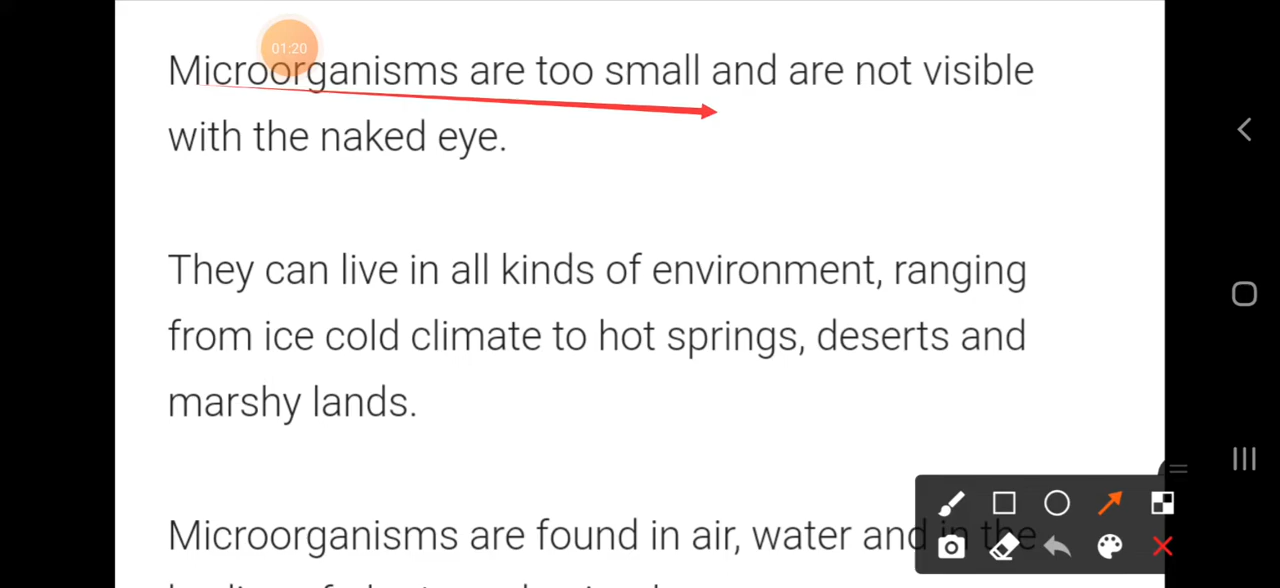 01:20
Microorganisms are too small and are not visible
with the naked eye.
They can live in all kinds of environment, ranging
from ice cold climate to hot springs, deserts and
marshy lands.
Microorganisms are found in air, water and in the